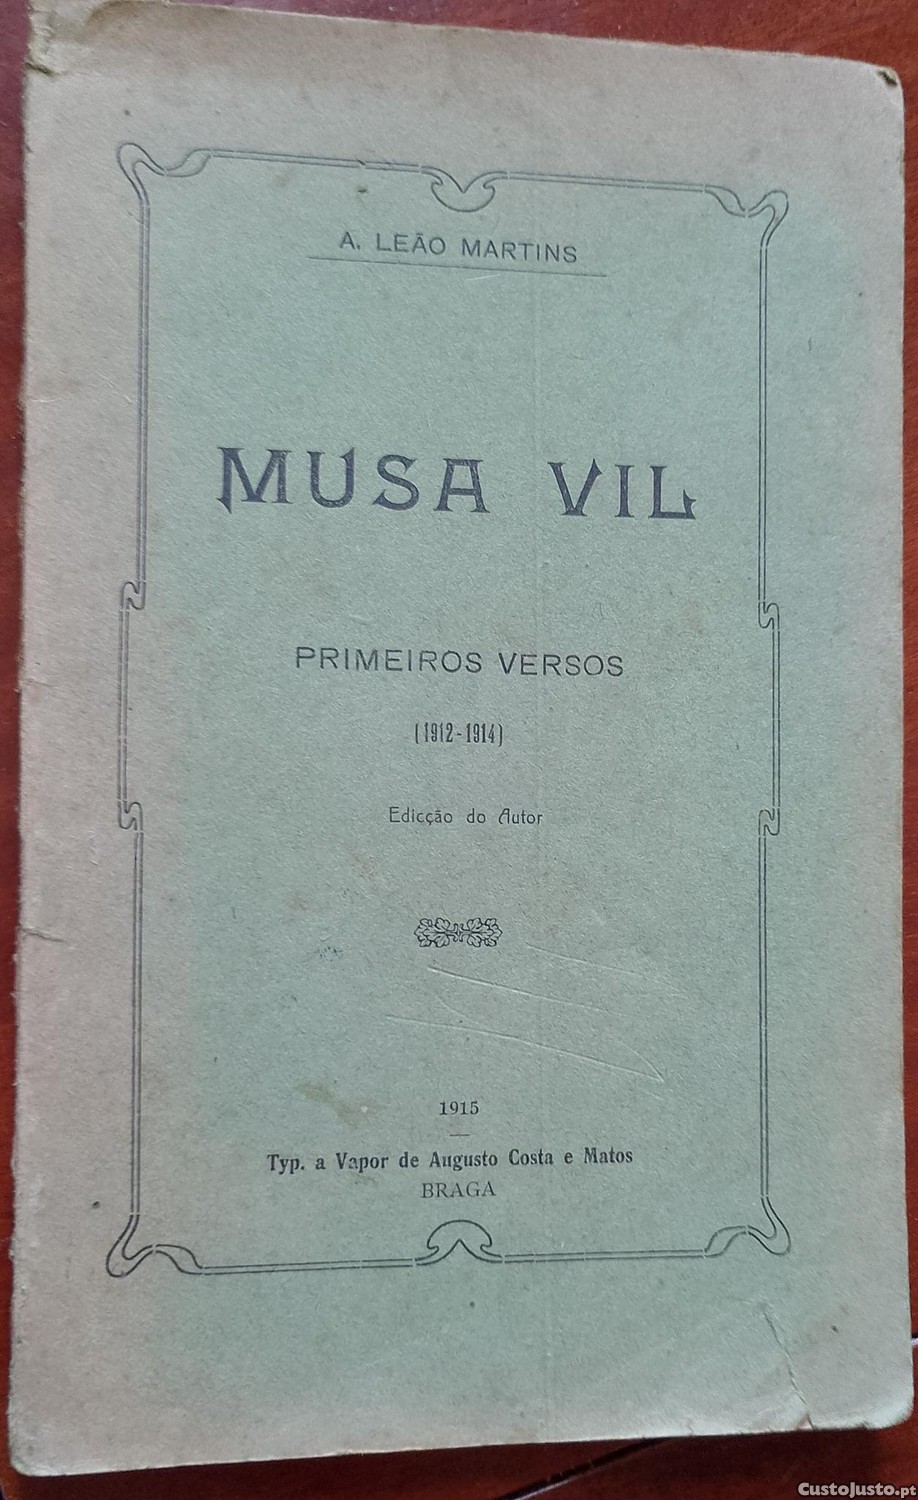 A. LEÃO MARTINS
MUSA VIL
PRIMEIROS VERSOS
(1912-1914)
Edicção do Autor
1915
Typ. a Vapor de Augusto Costa e Matos
BRAGA
CustoJusto.pt